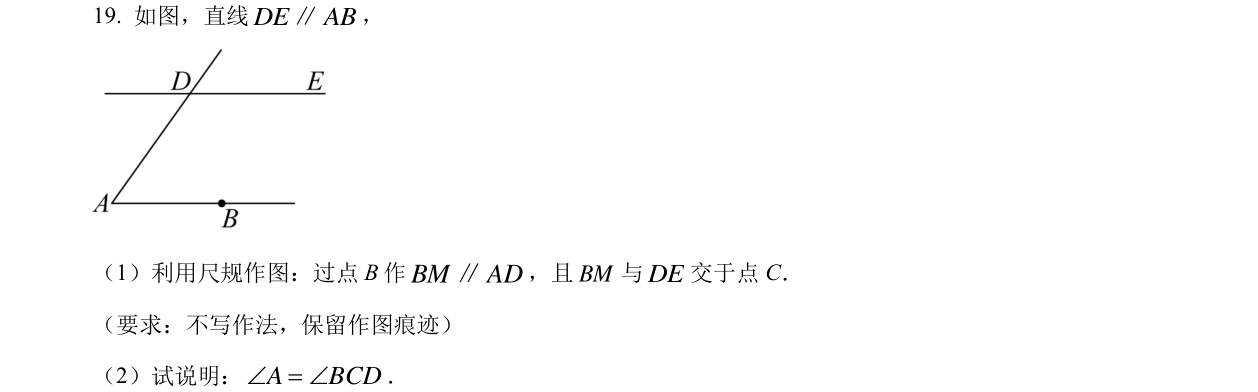 19. 如图，直线 DE ∥ AB，
D E
A
B
（1）利用尺规作图：过点 B 作 BM ∥ AD，且 BM 与 DE 交于点 C．
（要求：不写作法，保留作图痕迹）
（2）试说明：∠A = ∠BCD．